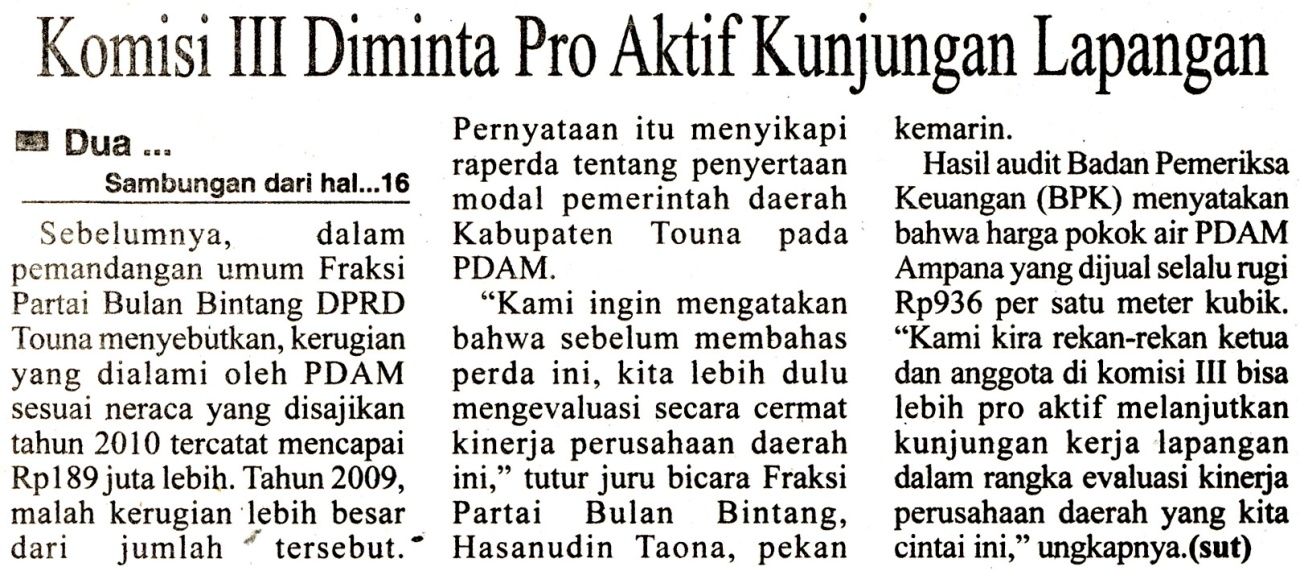 Komisi III Diminta Pro Aktif Kunjungan Lapangan
Dua ...
Sambungan dari hal...16
Sebelumnya, dalam
pemandangan umum Fraksi
Partai Bulan Bintang DPRD
Touna menyebutkan, kerugian
yang dialami oleh PDAM
sesuai neraca yang disajikan
tahun 2010 tercatat mencapai
Rp189 juta lebih. Tahun 2009,
malah kerugian lebih besar
dari jumlah tersebut.
Pernyataan itu menyikapi
raperda tentang penyertaan
modal pemerintah daerah
Kabupaten Touna pada
PDAM.
“Kami ingin mengatakan
bahwa sebelum membahas
perda ini, kita lebih dulu
mengevaluasi secara cermat
kinerja perusahaan daerah
ini,” tutur juru bicara Fraksi
Partai Bulan Bintang,
Hasanudin Taona, pekan
kemarin.
Hasil audit Badan Pemeriksa
Keuangan (BPK) menyatakan
bahwa harga pokok air PDAM
Ampana yang dijual selalu rugi
Rp936 per satu meter kubik.
“Kami kira rekan-rekan ketua
dan anggota di komisi III bisa
lebih pro aktif melanjutkan
kunjungan kerja lapangan
dalam rangka evaluasi kinerja
perusahaan daerah yang kita
cintai ini,” ungkapnya.(sut)